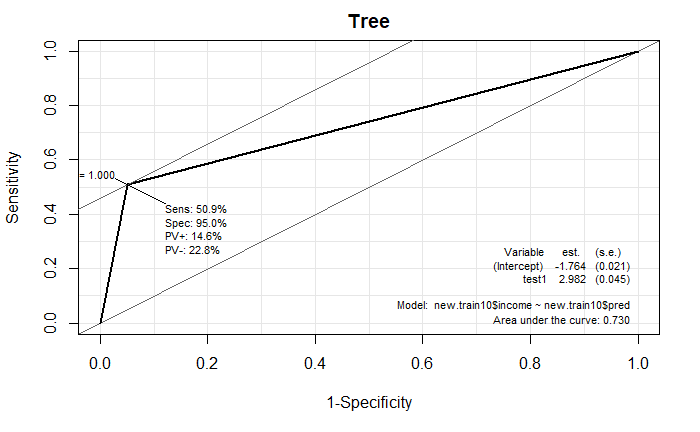 Tree
Sensitivity
1.0
0.8
0.6
0.4
0.2
0.0
= 1.000
Sens: 50.9%
Spec: 95.0%
PV+: 14.6%
PV-: 22.8%
Variable est. (s.e.)
(Intercept) -1.764 (0.021)
test1 2.982 (0.045)
Model: new.train10$income ~ new.train10$pred
Area under the curve: 0.730
0.0 0.2 0.4 0.6 0.8 1.0
1-Specificity